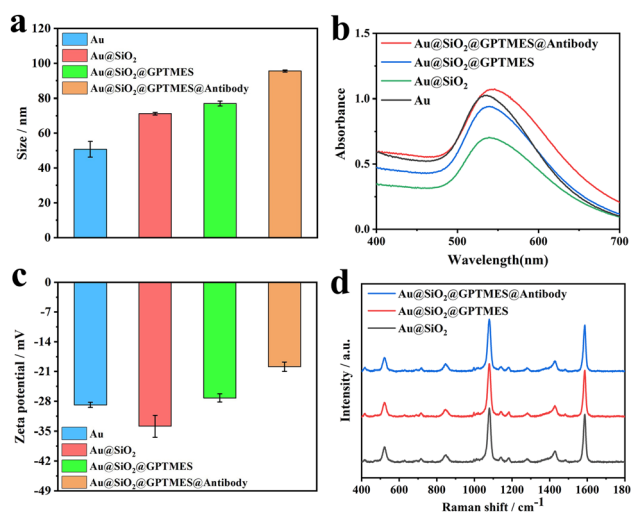 a
120
100
80
60
40
20
0
Size / nm
Au
Au@SiO₂
Au@SiO₂@GPTMES
Au@SiO₂@GPTMES@Antibody
b
1.5
1.0
0.5
0.0
Absorbance
Au@SiO₂@GPTMES@Antibody
Au@SiO₂@GPTMES
Au@SiO₂
Au
400 500 600 700
Wavelength(nm)
c
0
-7
-14
-21
-28
-35
-42
-49
Zeta potential / mV
Au
Au@SiO₂
Au@SiO₂@GPTMES
Au@SiO₂@GPTMES@Antibody
d
Intensity / a.u.
Au@SiO₂@GPTMES@Antibody
Au@SiO₂@GPTMES
Au@SiO₂
400 600 800 1000 1200 1400 1600 1800
Raman shift / cm⁻¹